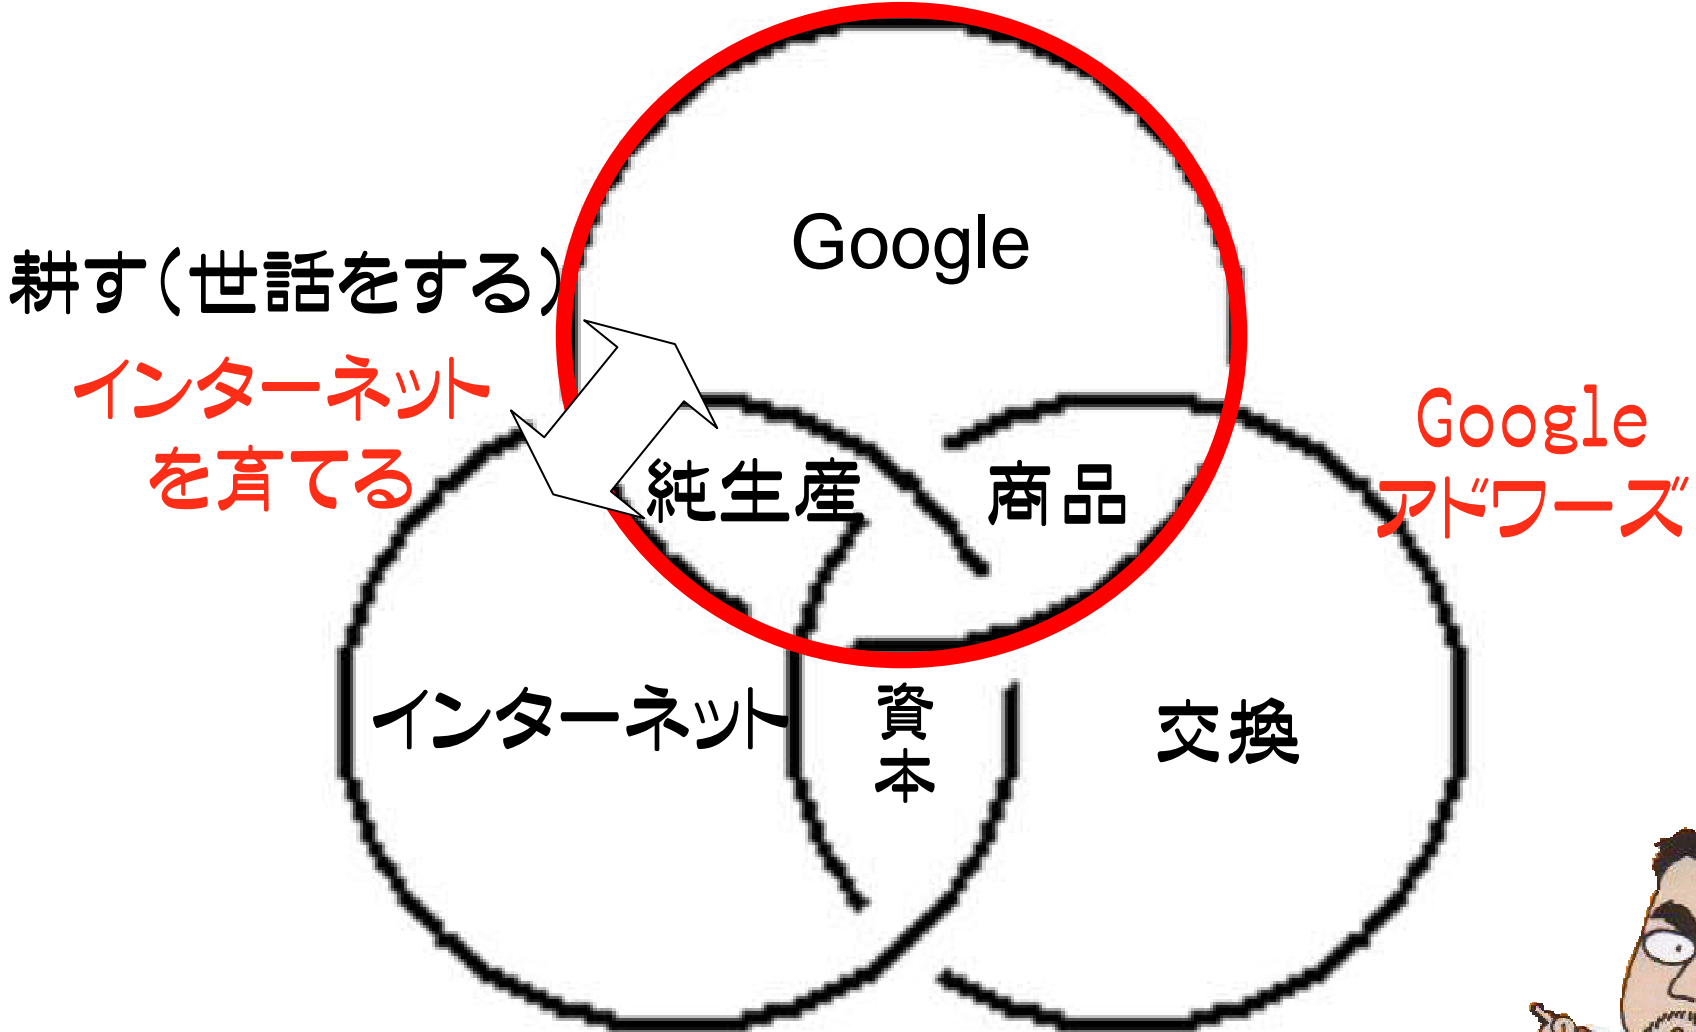 Google
耕す(世話をする)
インターネット
を育てる
Google
アドワーズ
純生産
商品
インターネット
資
本
交換